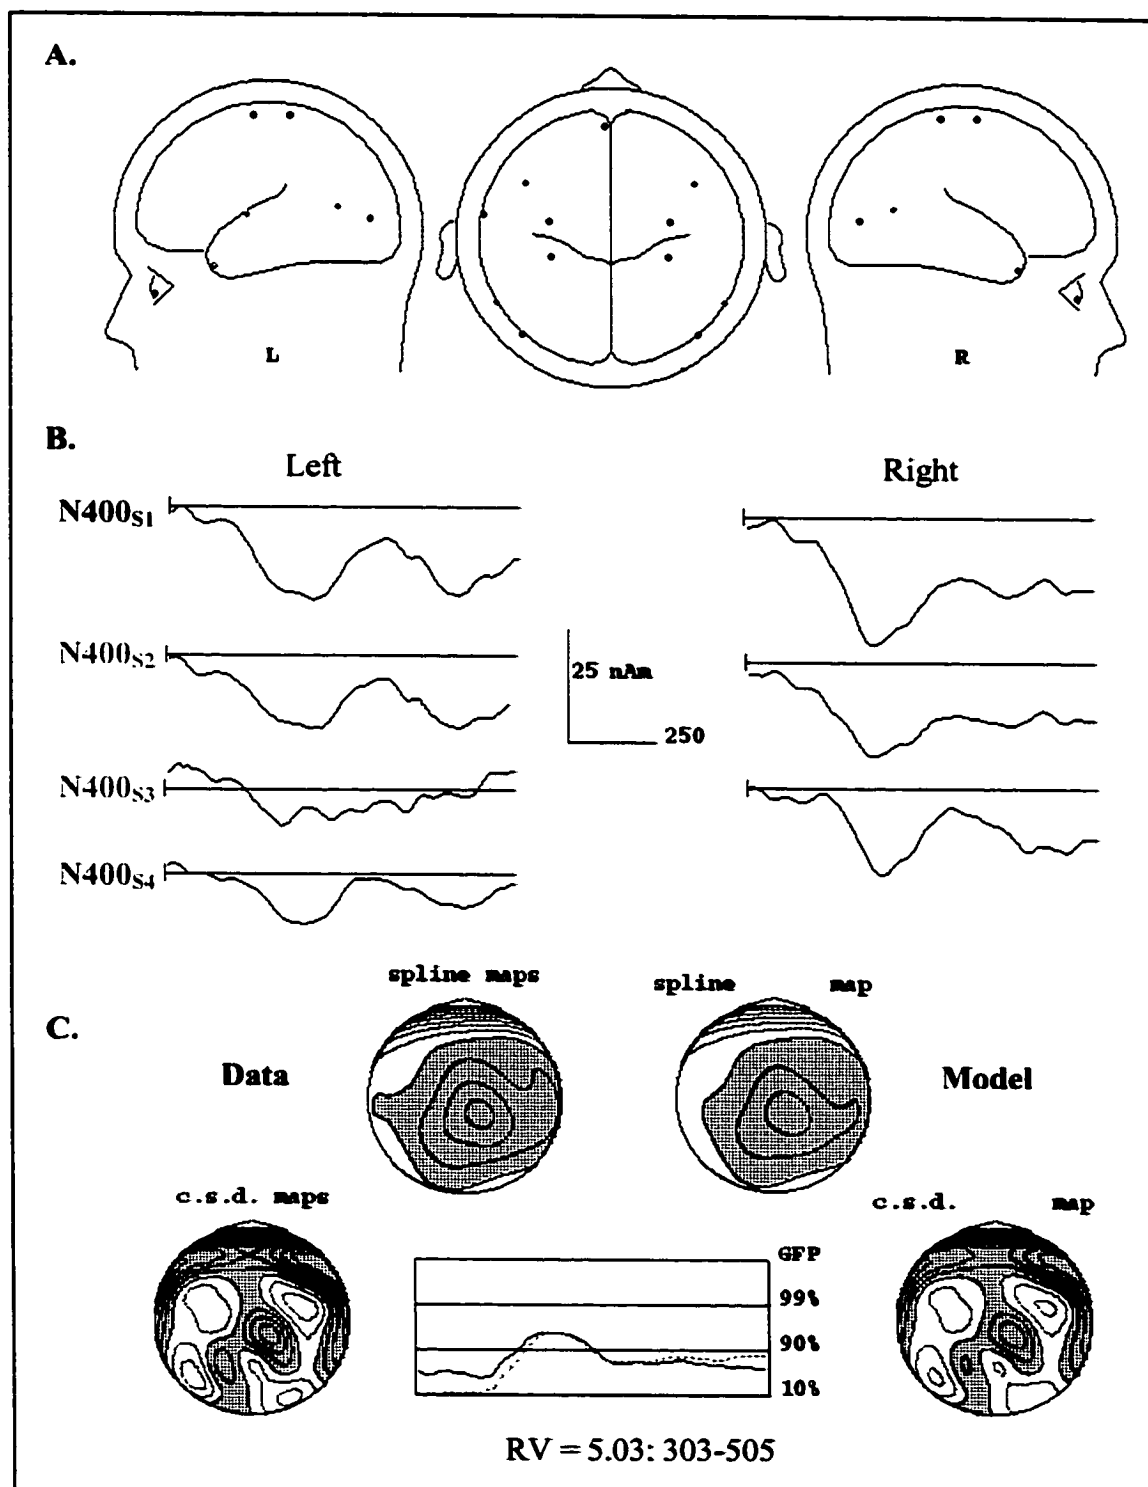 A.
L
R
B.
Left
Right
N400S1
N400S2
25 nAm
250
N400S3
N400S4
spline maps
spline map
C.
Data
Model
c.s.d. maps
c.s.d. map
GFP
99%
90%
10%
RV = 5.03: 303-505